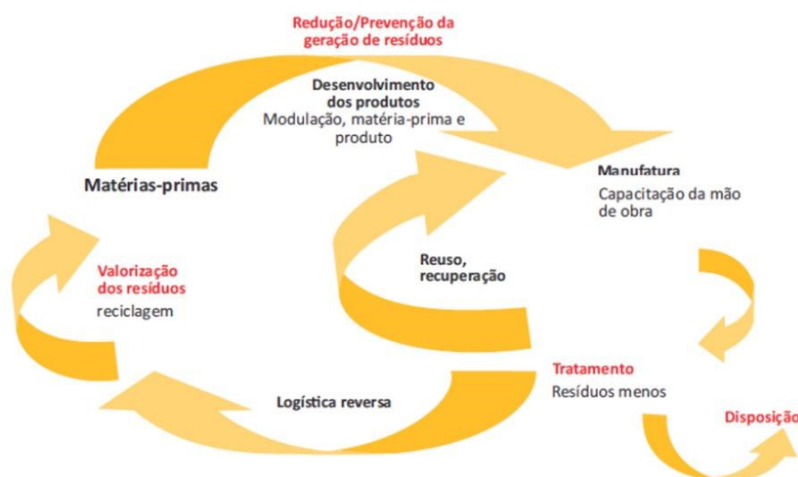 Redução/Prevenção da
geração de resíduos
Desenvolvimento
dos produtos
Modulação, matéria-prima e
produto
Matérias-primas
Manufatura
Capacitação da mão
de obra
Valorização
dos resíduos
reciclagem
Reuso,
recuperação
Tratamento
Resíduos menos
Logística reversa
Disposição